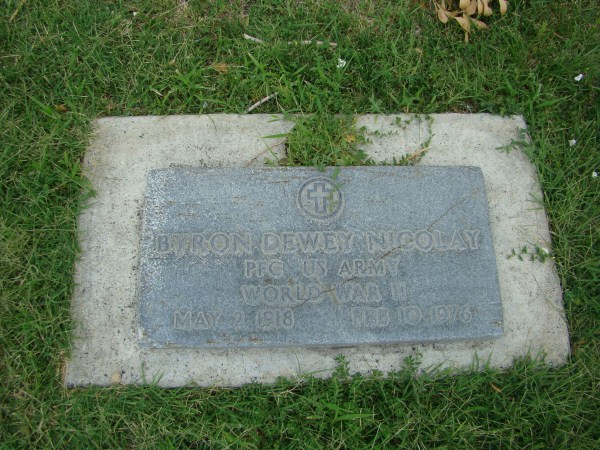 BYRON DEWEY NICOLAY
PFC US ARMY
WORLD WAR II
MAY 2 1918 FEB 10 1976